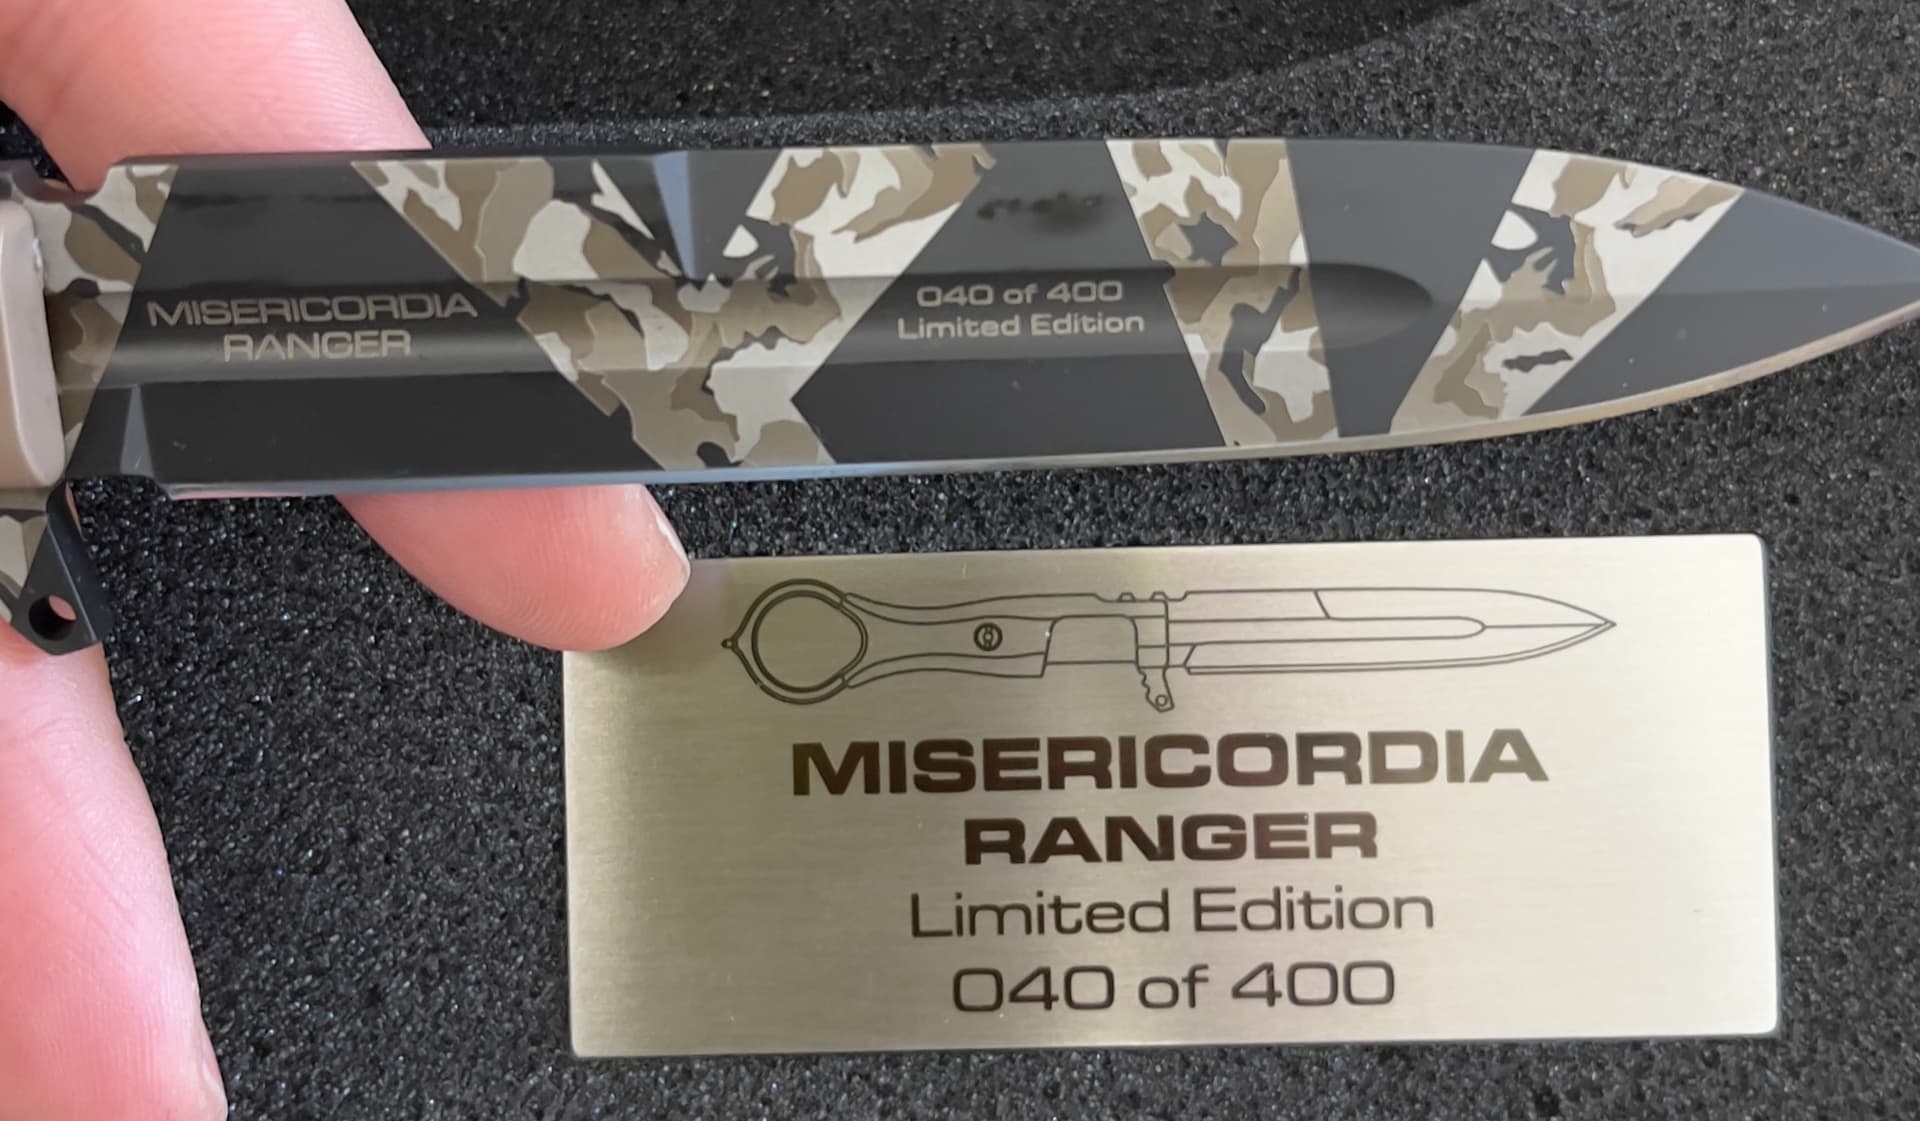 MISERICORDIA
RANGER
040 of 400
Limited Edition
MISERICORDIA
RANGER
Limited Edition
040 of 400